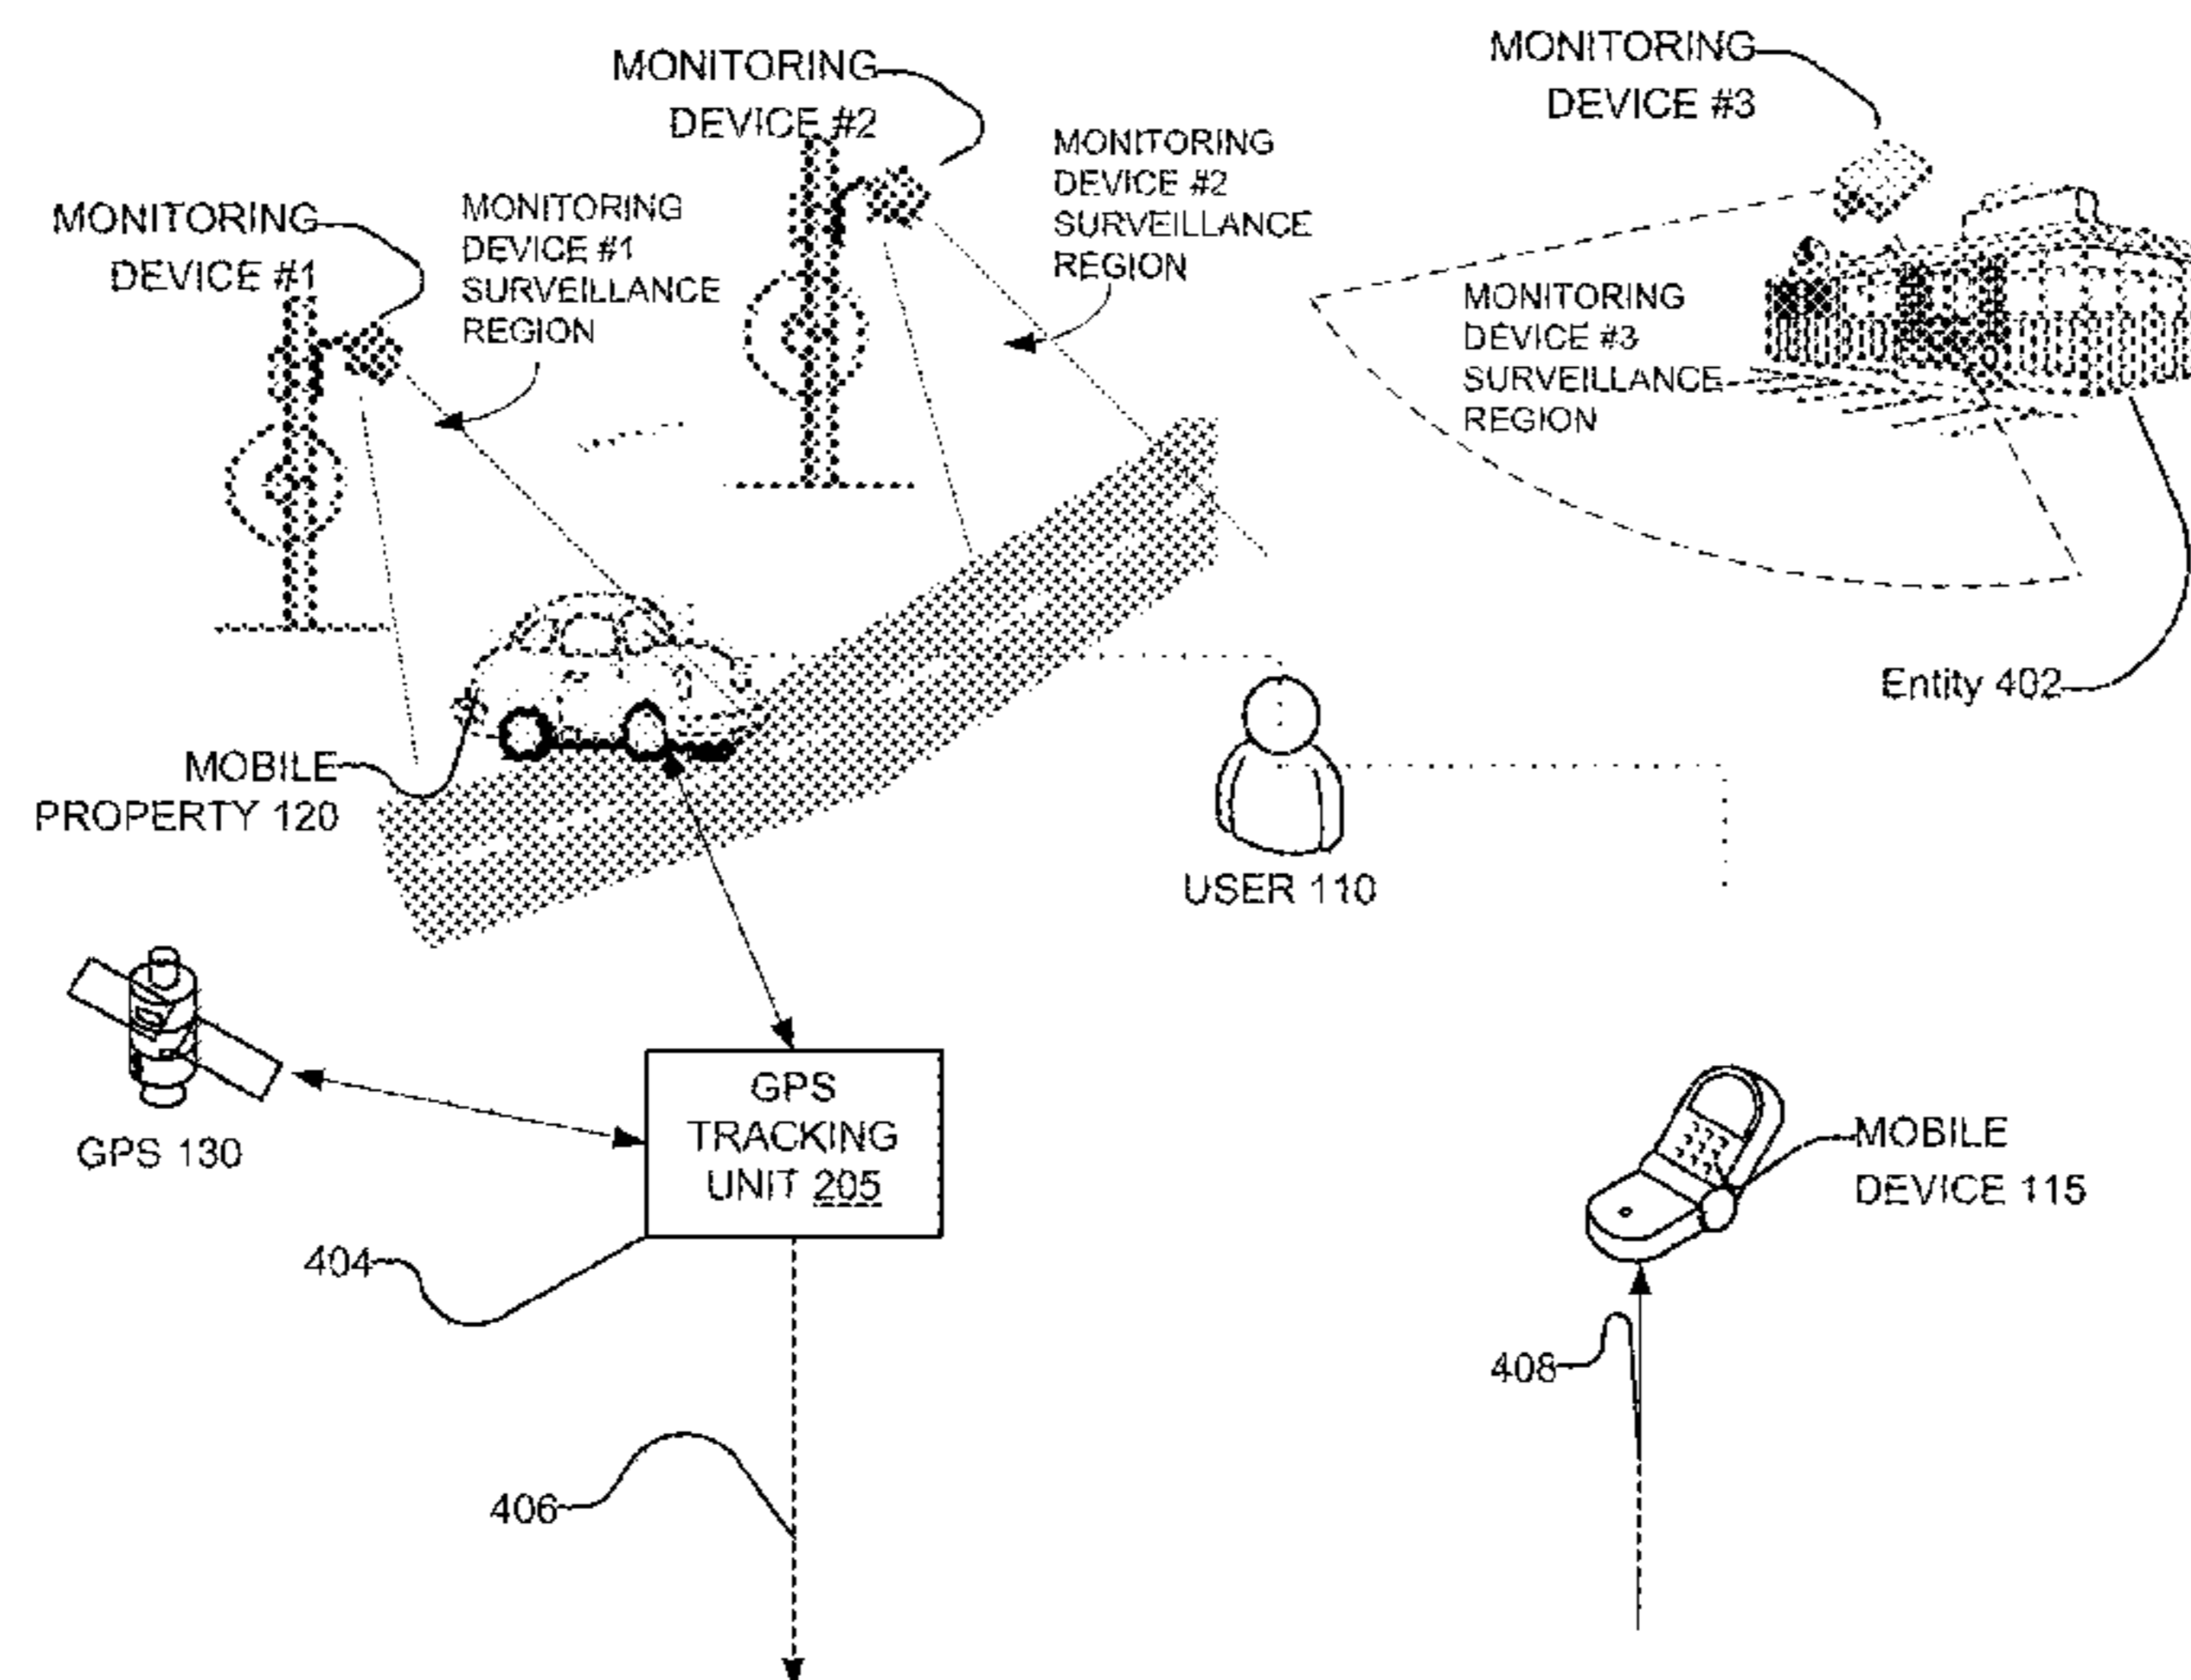 MONITORING
DEVICE #2
MONITORING
DEVICE #3
MONITORING
DEVICE #2
SURVEILLANCE
REGION
MONITORING
DEVICE #1
MONITORING
DEVICE #1
SURVEILLANCE
REGION
MONITORING
DEVICE #3
SURVEILLANCE
REGION
Entity 402
MOBILE
PROPERTY 120
USER 110
GPS 130
GPS
TRACKING
UNIT 205
MOBILE
DEVICE 115
404
408
406